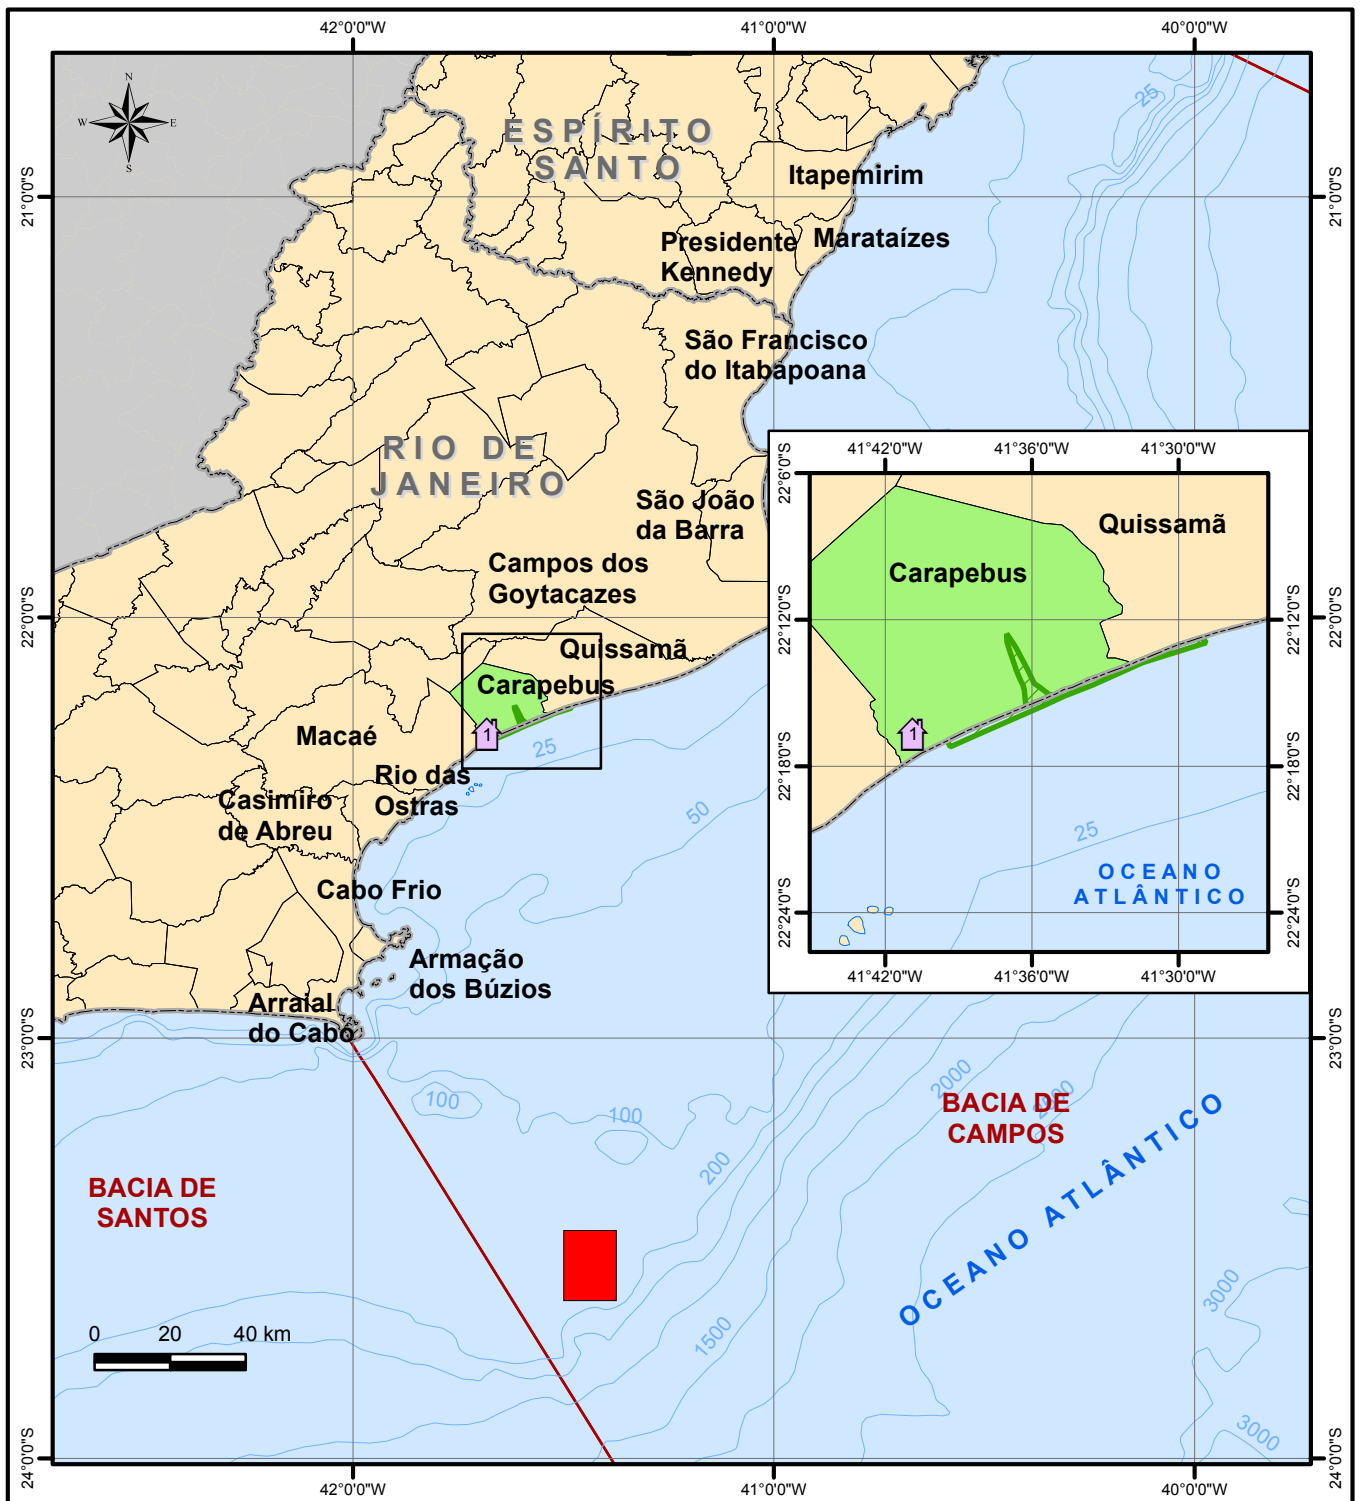 42°0'0"W
41°0'0"W
40°0'0"W
N
W
E
S
25
ESPÍRITO
SANTO
Itapemirim
21°0'0"S
21°0'0"S
Presidente
Kennedy
Marataízes
São Francisco
do Itabapoana
RIO DE
JANEIRO
São João
da Barra
Campos dos
Goytacazes
22°0'0"S
22°0'0"S
Quissamã
Carapebus
1
Macaé
25
Rio das
Ostras
Casimiro
de Abreu
50
Cabo Frio
Armação
dos Búzios
Arraial
do Cabo
41°42'0"W
41°36'0"W
41°30'0"W
22°6'0"S
22°6'0"S
Quissamã
Carapebus
22°12'0"S
22°12'0"S
1
22°18'0"S
22°18'0"S
25
OCEANO
ATLÂNTICO
22°24'0"S
22°24'0"S
41°42'0"W
41°36'0"W
41°30'0"W
23°0'0"S
23°0'0"S
100
100
200
2000
BACIA DE
CAMPOS
OCEANO ATLÂNTICO
BACIA DE
SANTOS
1500
3000
3000
0 20 40 km
24°0'0"S
24°0'0"S
42°0'0"W
41°0'0"W
40°0'0"W